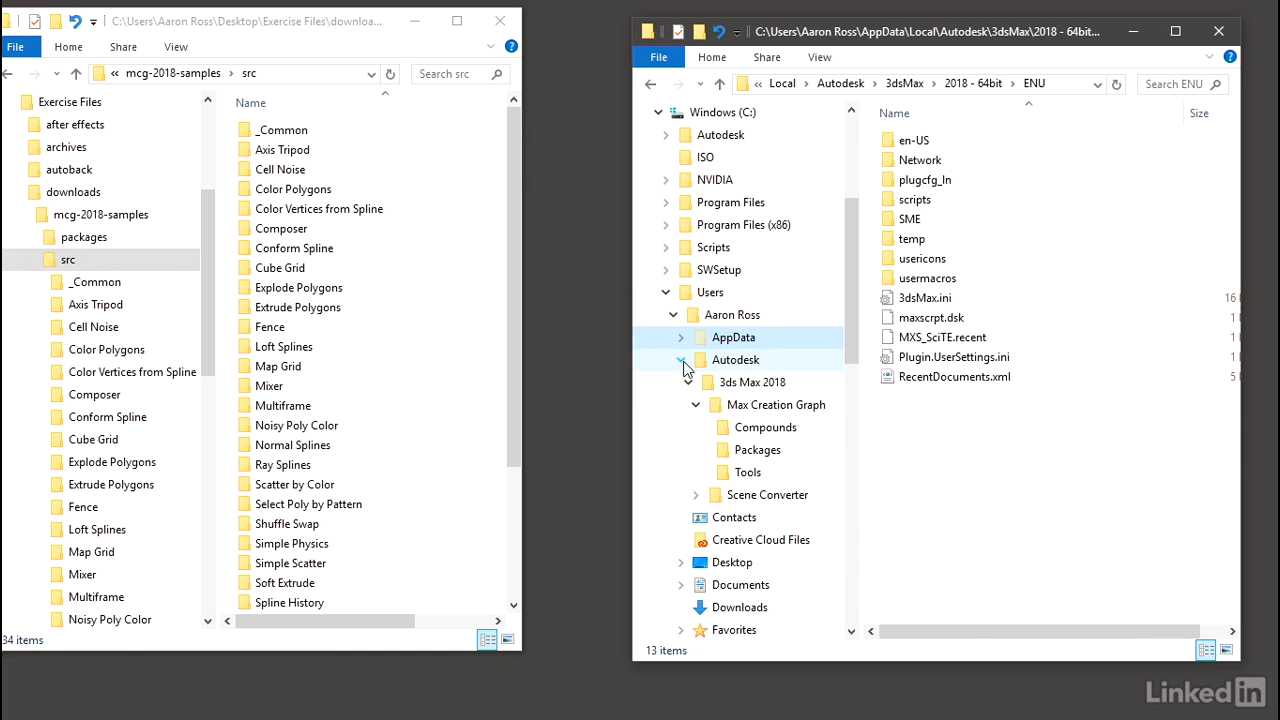 C:\Users\Aaron Ross\Desktop\Exercise Files\downloa...
File Home Share View
« mcg-2018-samples > src
Search src
Exercise Files
after effects
archives
autoback
downloads
mcg-2018-samples
packages
src
_Common
Axis Tripod
Cell Noise
Color Polygons
Color Vertices from Spline
Composer
Conform Spline
Cube Grid
Explode Polygons
Extrude Polygons
Fence
Loft Splines
Map Grid
Mixer
Multiframe
Noisy Poly Color
Name
_Common
Axis Tripod
Cell Noise
Color Polygons
Color Vertices from Spline
Composer
Conform Spline
Cube Grid
Explode Polygons
Extrude Polygons
Fence
Loft Splines
Map Grid
Mixer
Multiframe
Noisy Poly Color
Normal Splines
Ray Splines
Scatter by Color
Select Poly by Pattern
Shuffle Swap
Simple Physics
Simple Scatter
Soft Extrude
Spline History
34 items
C:\Users\Aaron Ross\AppData\Local\Autodesk\3dsMax\2018 - 64bit...
File Home Share View
« Local > Autodesk > 3dsMax > 2018 - 64bit > ENU
Search ENU
Windows (C:)
Autodesk
ISO
NVIDIA
Program Files
Program Files (x86)
Scripts
SWSetup
Users
Aaron Ross
AppData
Autodesk
3ds Max 2018
Max Creation Graph
Compounds
Packages
Tools
Scene Converter
Contacts
Creative Cloud Files
Desktop
Documents
Downloads
Favorites
Name Size
en-US
Network
plugcfg_ln
scripts
SME
temp
usericons
usermacros
3dsMax.ini 16
maxscrpt.dsk 1
MXS_SciTE.recent 1
Plugin.UserSettings.ini 1
RecentDocuments.xml 5
13 items
LinkedIn